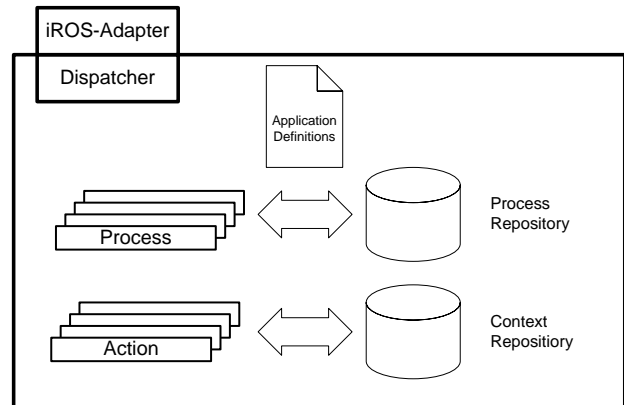 iROS-Adapter
Dispatcher
Application
Definitions
Process
Process
Repository
Action
Context
Repositiory